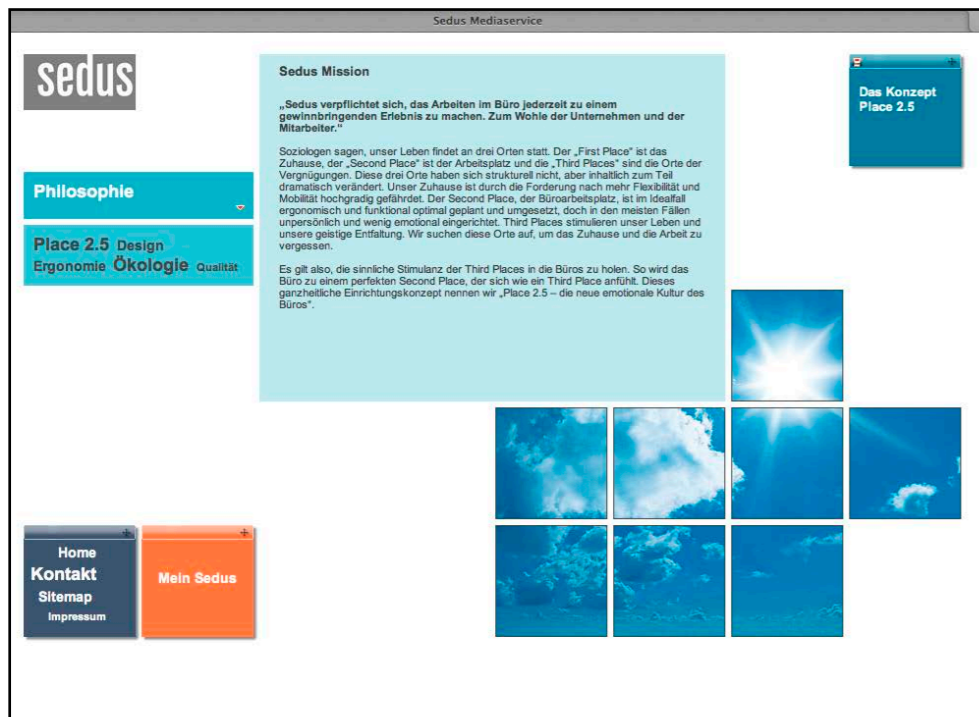 Sedus Mediaservice
sedus
Sedus Mission
„Sedus verpflichtet sich, das Arbeiten im Büro jederzeit zu einem
gewinnbringenden Erlebnis zu machen. Zum Wohle der Unternehmen und der
Mitarbeiter."
Soziologen sagen, unser Leben findet an drei Orten statt. Der „First Place" ist das
Zuhause, der „Second Place" ist der Arbeitsplatz und die „Third Places" sind die Orte der
Vergnügungen. Diese drei Orte haben sich strukturell nicht, aber inhaltlich zum Teil
dramatisch verändert. Unser Zuhause ist durch die Forderung nach mehr Flexibilität und
Mobilität hochgradig gefährdet. Der Second Place, der Büroarbeitsplatz, ist im Idealfall
ergonomisch und funktional optimal geplant und umgesetzt, doch in den meisten Fällen
unpersönlich und wenig emotional eingerichtet. Third Places stimulieren unser Leben und
unsere geistige Entfaltung. Wir suchen diese Orte auf, um das Zuhause und die Arbeit zu
vergessen.
Es gilt also, die sinnliche Stimulanz der Third Places in die Büros zu holen. So wird das
Büro zu einem perfekten Second Place, der sich wie ein Third Place anfühlt. Dieses
ganzheitliche Einrichtungskonzept nennen wir „Place 2.5 – die neue emotionale Kultur des
Büros".
Das Konzept
Place 2.5
Philosophie
Place 2.5 Design
Ergonomie Ökologie Qualität
Home
Kontakt
Sitemap
Impressum
Mein Sedus